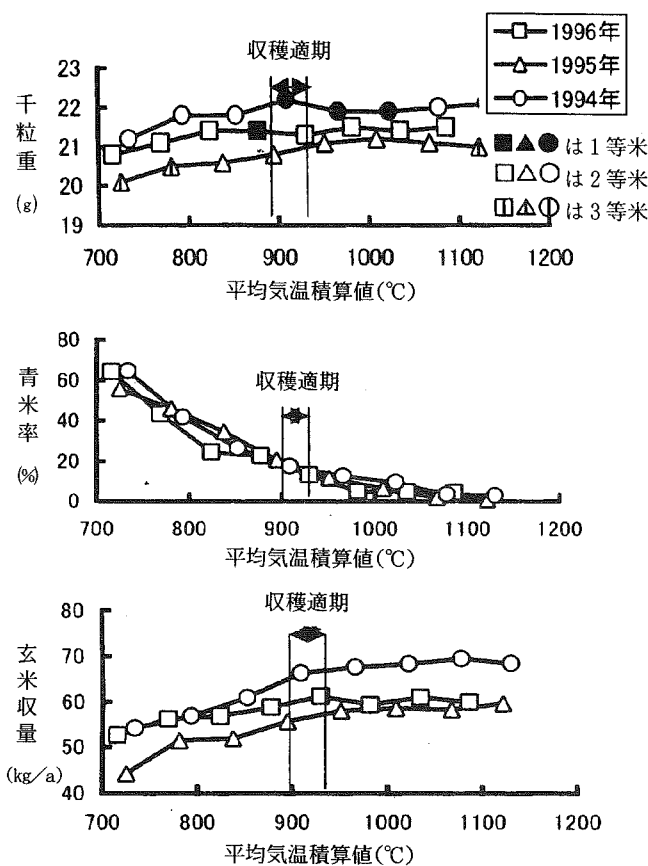 収穫適期
1996年
1995年
1994年
■▲●は1等米
□△○は2等米
は3等米
千粒重
(g)
23
22
21
20
19
700 800 900 1000 1100 1200
平均気温積算値(℃)
収穫適期
青米率
(%)
80
60
40
20
0
700 800 900 1000 1100 1200
平均気温積算値(℃)
収穫適期
玄米収量
(kg/a)
80
70
60
50
40
700 800 900 1000 1100 1200
平均気温積算値(℃)